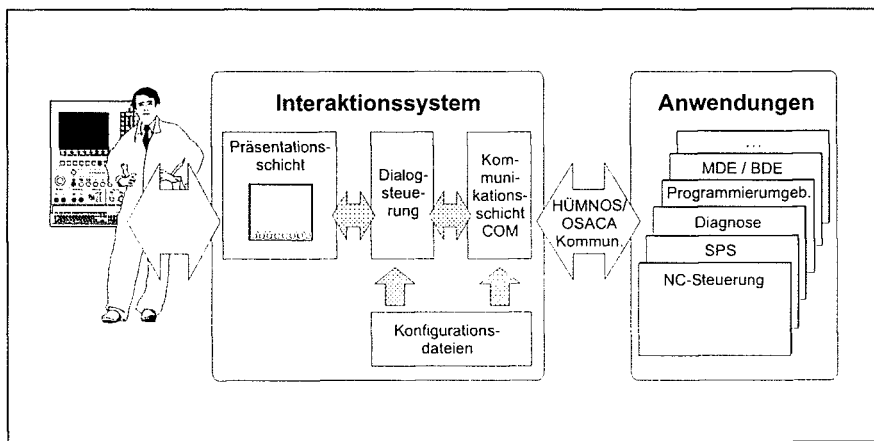 Interaktionssystem
Präsentations-
schicht
Dialog-
steue-
rung
Kom-
muni-
kations-
schicht
COM
Konfigurations-
dateien
HÜMNOS/
OSACA
Kommun.
Anwendungen
...
MDE / BDE
Programmierumgeb.
Diagnose
SPS
NC-Steuerung